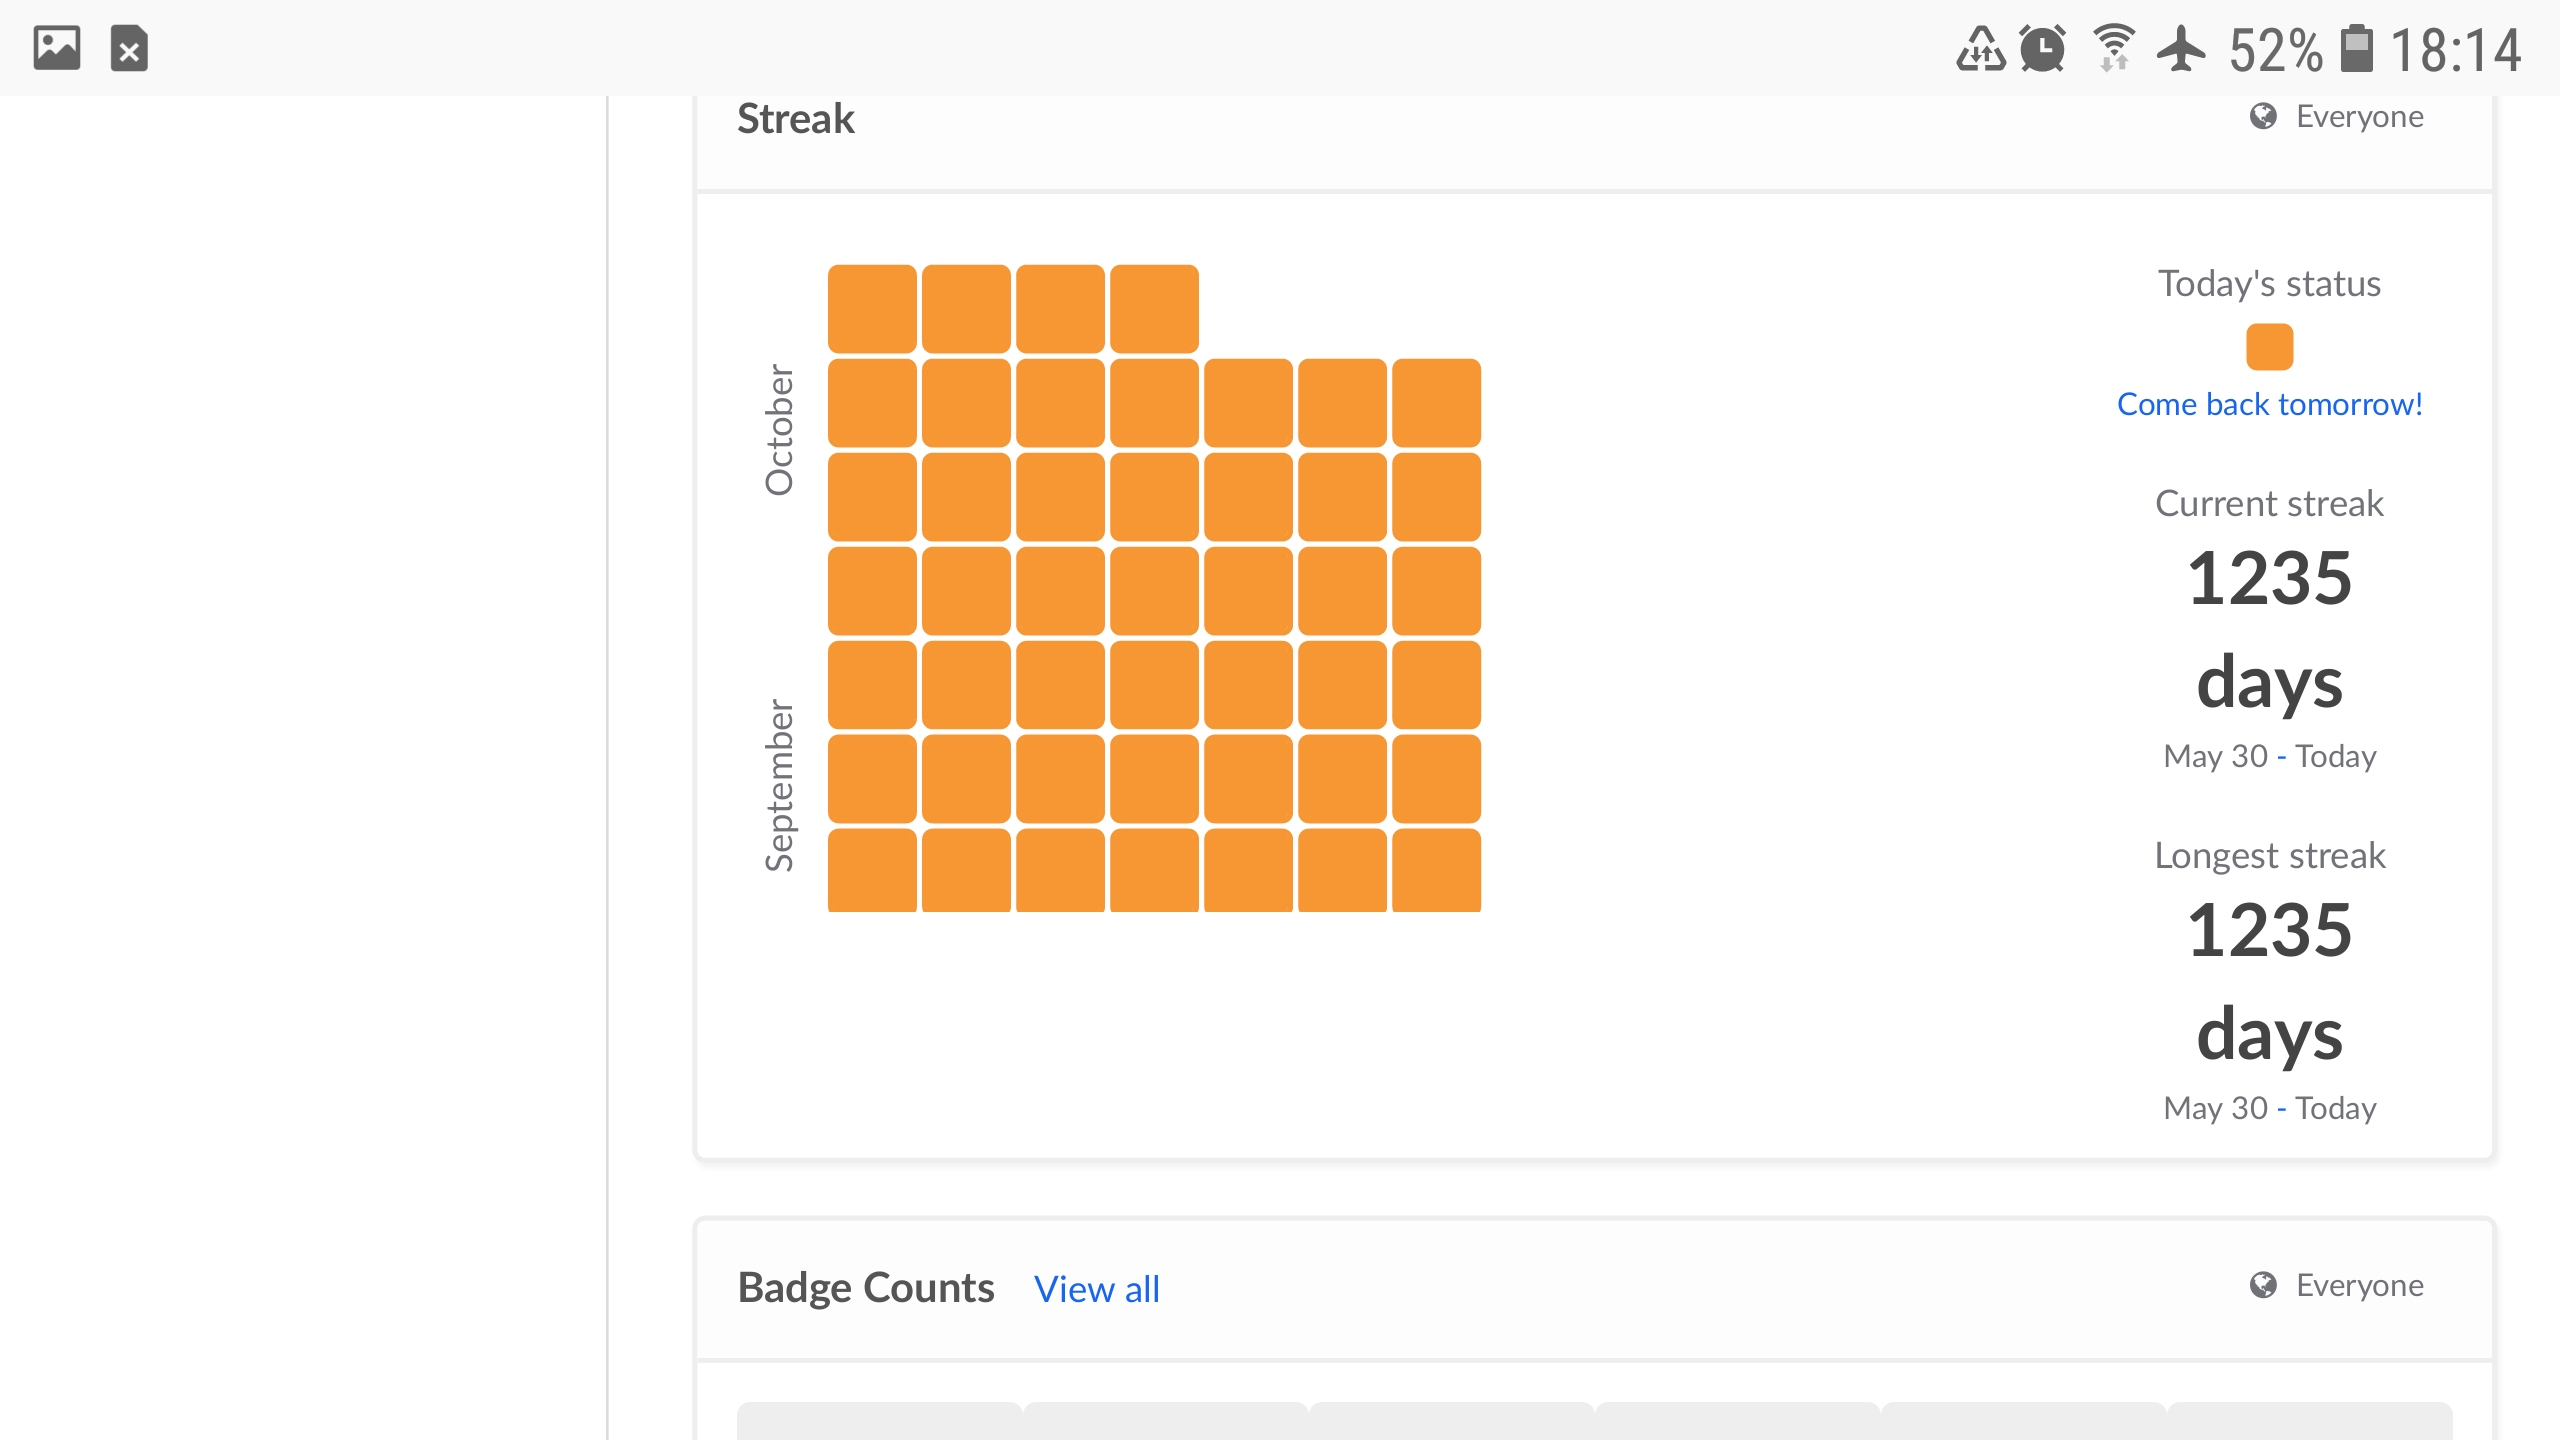 52% 18:14
Streak
Everyone
October
September
Today's status
Come back tomorrow!
Current streak
1235
days
May 30 - Today
Longest streak
1235
days
May 30 - Today
Badge Counts View all
Everyone